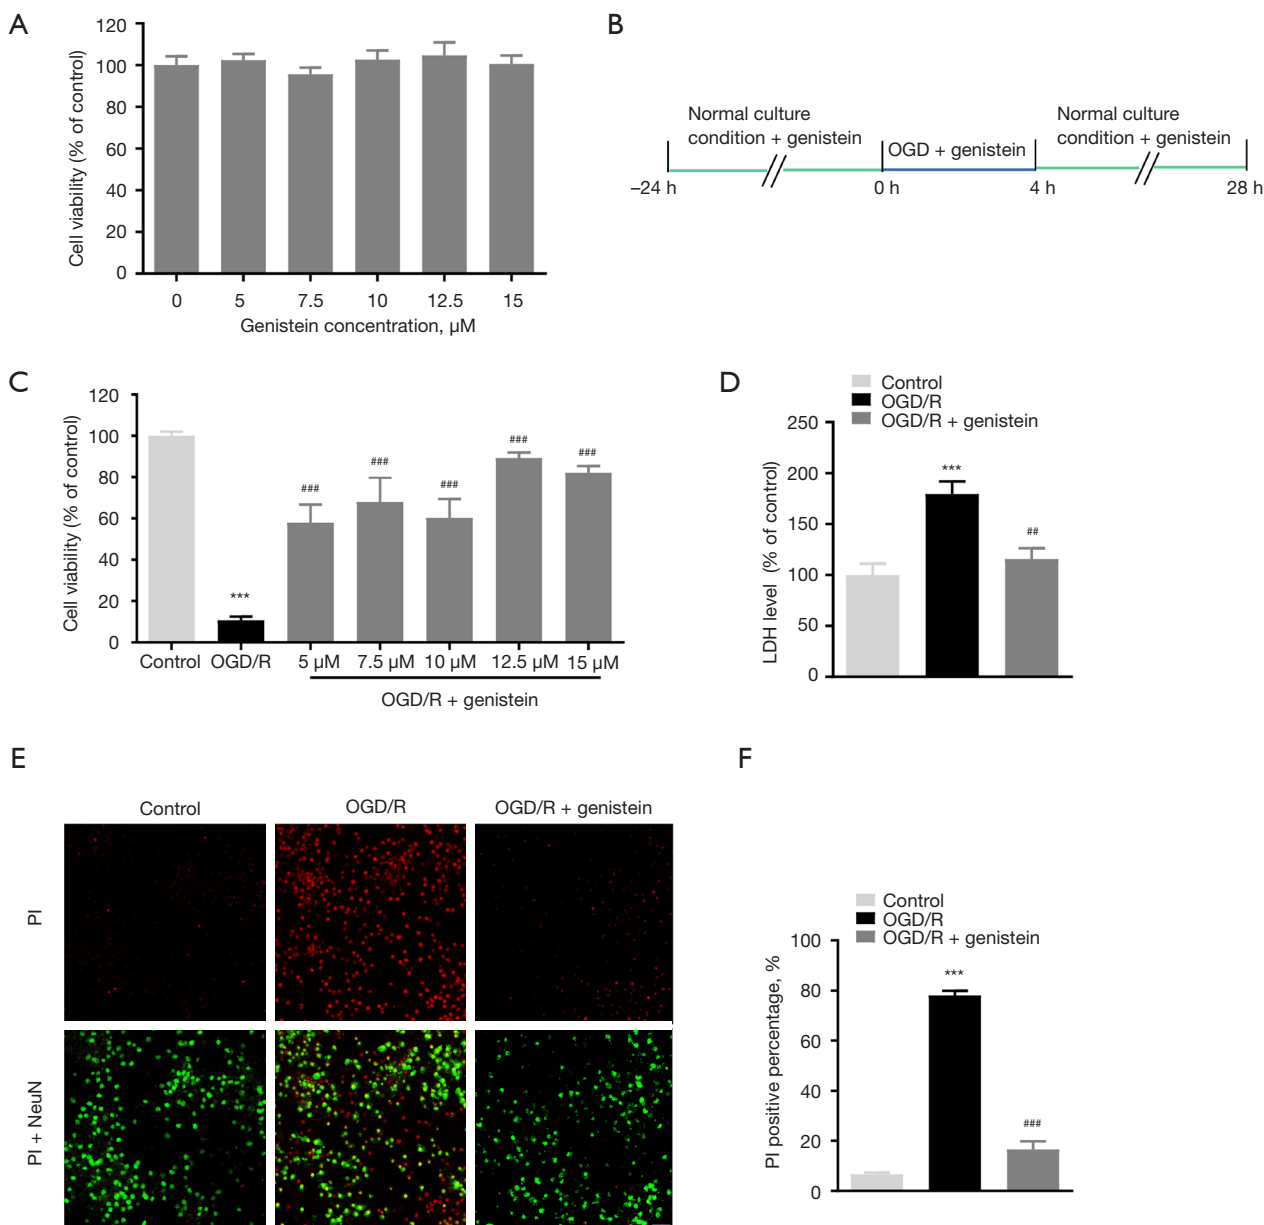 A
120
100
80
60
40
20
0
Cell viability (% of control)
0 5 7.5 10 12.5 15
Genistein concentration, µM
B
Normal culture
condition + genistein
OGD + genistein
Normal culture
condition + genistein
–24 h 0 h 4 h 28 h
C
120
100
80
60
40
20
0
Cell viability (% of control)
***
###
###
###
###
###
Control OGD/R 5 µM 7.5 µM 10 µM 12.5 µM 15 µM
OGD/R + genistein
D
Control
OGD/R
OGD/R + genistein
250
200
150
100
50
0
LDH level (% of control)
***
##
E
Control OGD/R OGD/R + genistein
PI
PI + NeuN
F
Control
OGD/R
OGD/R + genistein
100
80
60
40
20
0
PI positive percentage, %
***
###